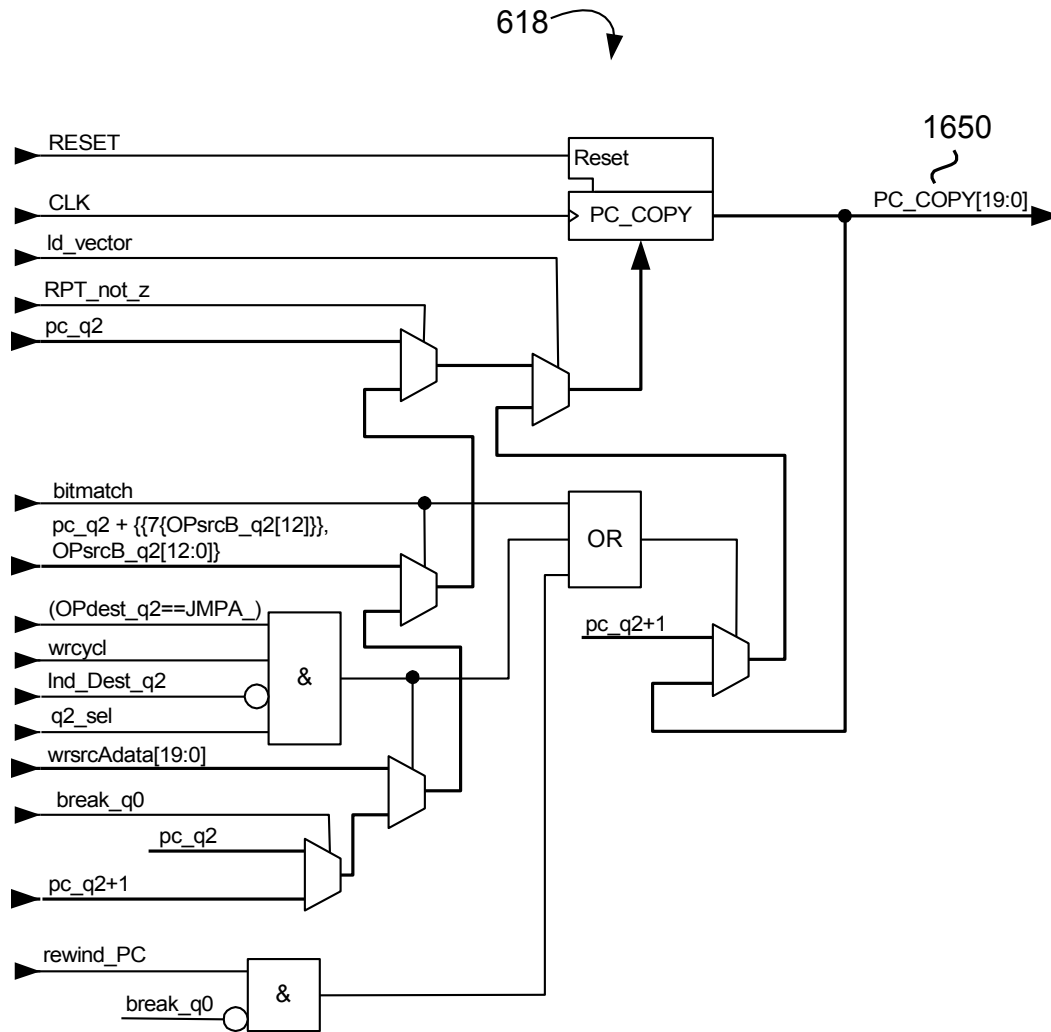 618
1650
RESET
Reset
CLK
PC_COPY
PC_COPY[19:0]
ld_vector
RPT_not_z
pc_q2
bitmatch
pc_q2 + {{7{OPsrcB_q2[12]}},
OPsrcB_q2[12:0]}
OR
(OPdest_q2==JMPA_)
wrcycl
Ind_Dest_q2
q2_sel
&
pc_q2+1
wrsrcAdata[19:0]
break_q0
pc_q2
pc_q2+1
rewind_PC
break_q0
&